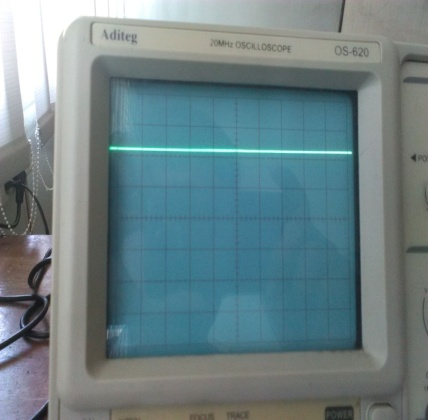 Aditeg
20MHz OSCILLOSCOPE
OS-620
FOCUS
TRACE
POWER